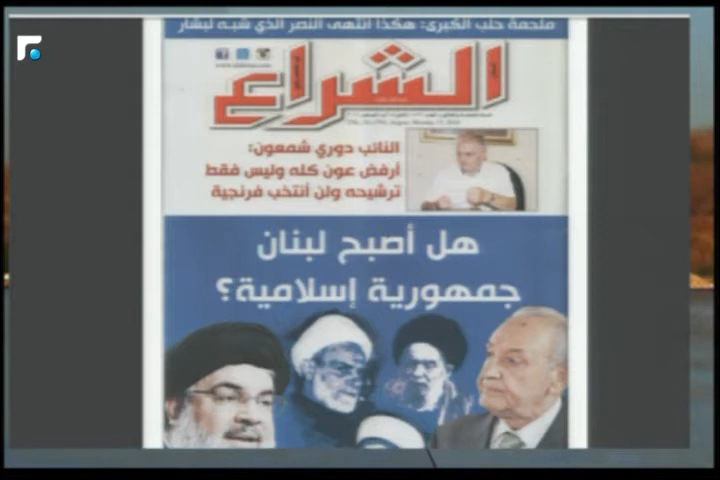 ملحمة حلب الكبرى: هكذا انتهى النصر الذي شبه لبشار
الشراع
النائب دوري شمعون:
أرفض عون كله وليس فقط
ترشيحه ولن أنتخب فرنجية
هل أصبح لبنان
جمهورية إسلامية؟